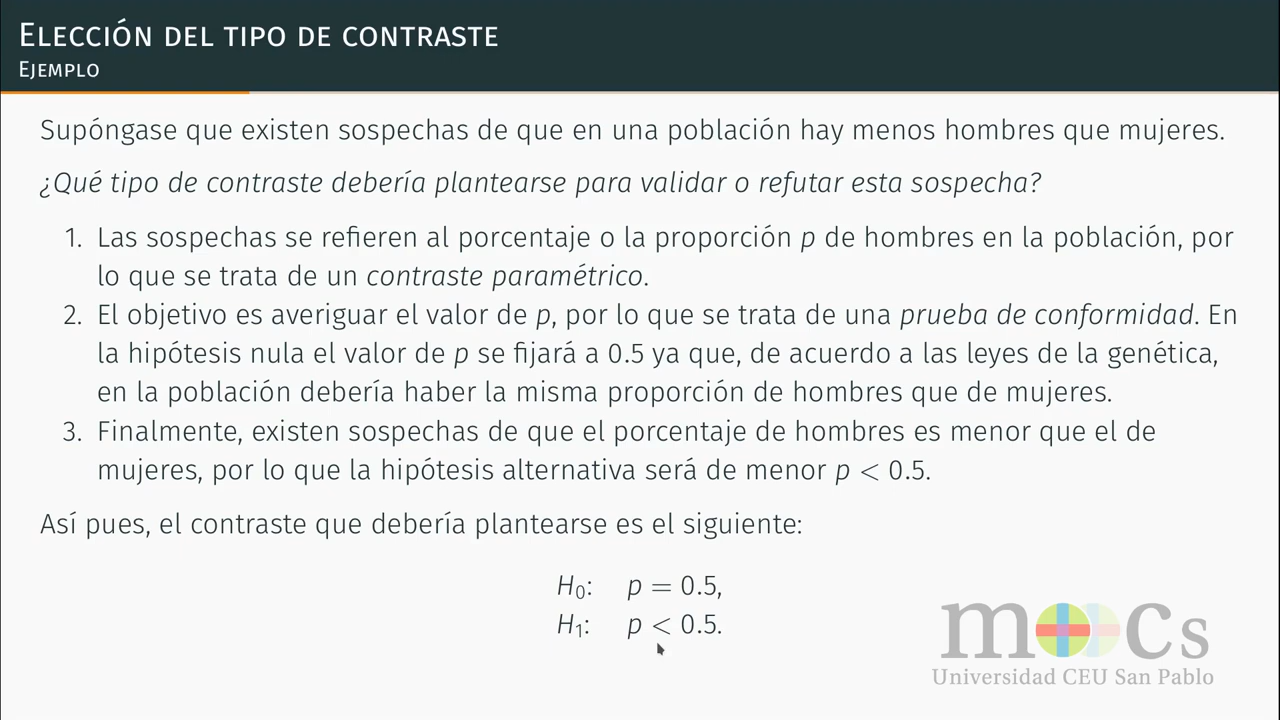 ELECCIÓN DEL TIPO DE CONTRASTE
EJEMPLO
Supóngase que existen sospechas de que en una población hay menos hombres que mujeres.
¿Qué tipo de contraste debería plantearse para validar o refutar esta sospecha?
1. Las sospechas se refieren al porcentaje o la proporción p de hombres en la población, por
lo que se trata de un contraste paramétrico.
2. El objetivo es averiguar el valor de p, por lo que se trata de una prueba de conformidad. En
la hipótesis nula el valor de p se fijará a 0.5 ya que, de acuerdo a las leyes de la genética,
en la población debería haber la misma proporción de hombres que de mujeres.
3. Finalmente, existen sospechas de que el porcentaje de hombres es menor que el de
mujeres, por lo que la hipótesis alternativa será de menor p < 0.5.
Así pues, el contraste que debería plantearse es el siguiente:
H₀: p = 0.5,
H₁: p < 0.5.
moocs
Universidad CEU San Pablo